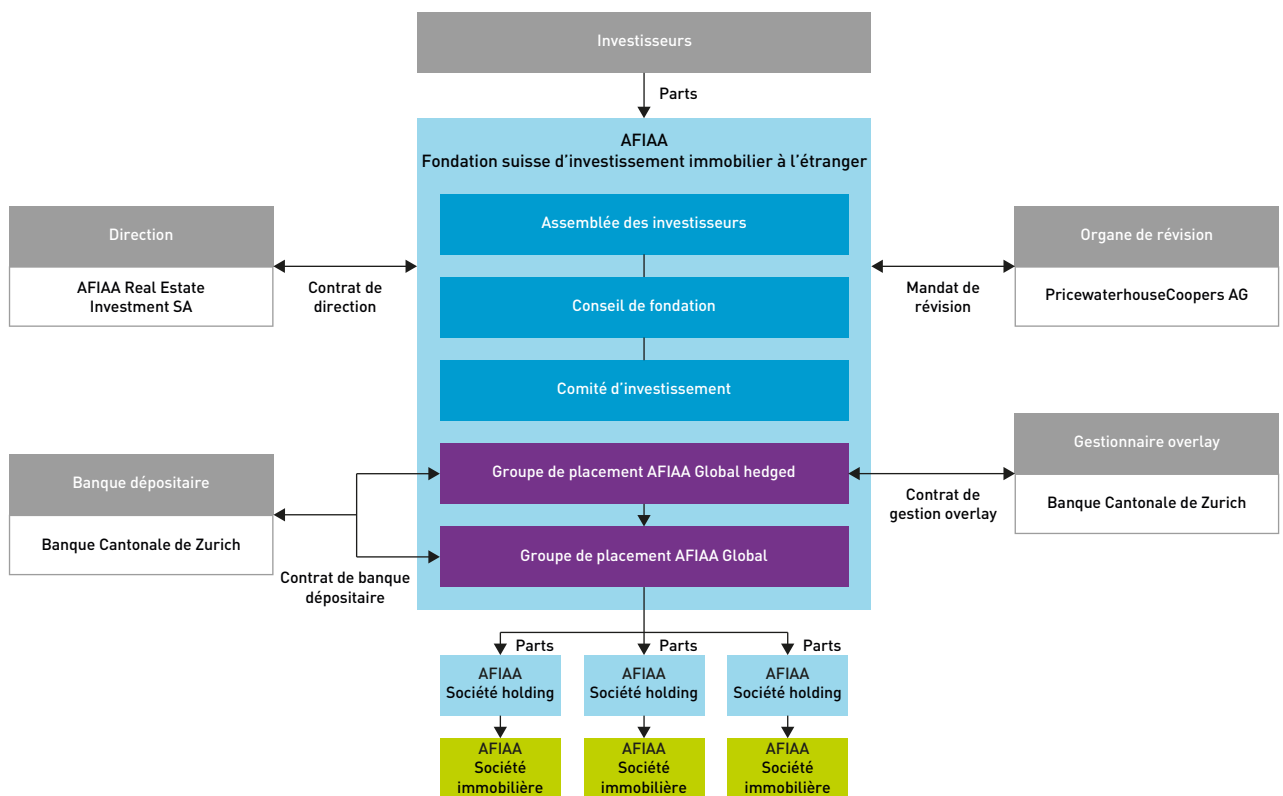 Investisseurs
Parts
AFIAA
Fondation suisse d'investissement immobilier à l'étranger
Assemblée des investisseurs
Direction
AFIAA Real Estate
Investment SA
Contrat de
direction
Organe de révision
PricewaterhouseCoopers AG
Mandat de
révision
Conseil de fondation
Comité d'investissement
Groupe de placement AFIAA Global hedged
Gestionnaire overlay
Banque Cantonale de Zurich
Contrat de
gestion overlay
Banque dépositaire
Banque Cantonale de Zurich
Contrat de banque
dépositaire
Groupe de placement AFIAA Global
Parts
Parts
Parts
AFIAA
Société holding
AFIAA
Société holding
AFIAA
Société holding
AFIAA
Société
immobilière
AFIAA
Société
immobilière
AFIAA
Société
immobilière